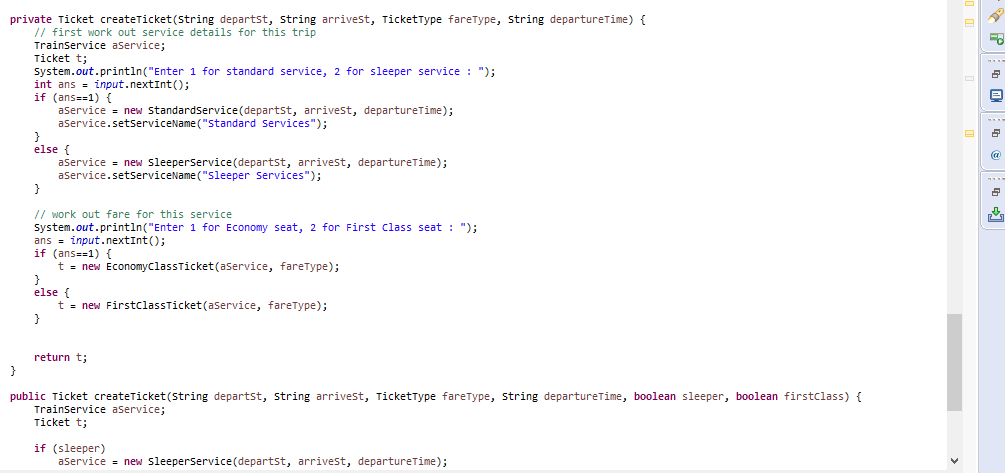 private Ticket createTicket(String departSt, String arriveSt, TicketType fareType, String departureTime) {
    // first work out service details for this trip
    TrainService aService;
    Ticket t;
    System.out.println("Enter 1 for standard service, 2 for sleeper service : ");
    int ans = input.nextInt();
    if (ans==1) {
        aService = new StandardService(departSt, arriveSt, departureTime);
        aService.setServiceName("Standard Services");
    }
    else {
        aService = new SleeperService(departSt, arriveSt, departureTime);
        aService.setServiceName("Sleeper Services");
    }

    // work out fare for this service
    System.out.println("Enter 1 for Economy seat, 2 for First Class seat : ");
    ans = input.nextInt();
    if (ans==1) {
        t = new EconomyClassTicket(aService, fareType);
    }
    else {
        t = new FirstClassTicket(aService, fareType);
    }

    return t;
}

public Ticket createTicket(String departSt, String arriveSt, TicketType fareType, String departureTime, boolean sleeper, boolean firstClass) {
    TrainService aService;
    Ticket t;

    if (sleeper)
        aService = new SleeperService(departSt, arriveSt, departureTime);